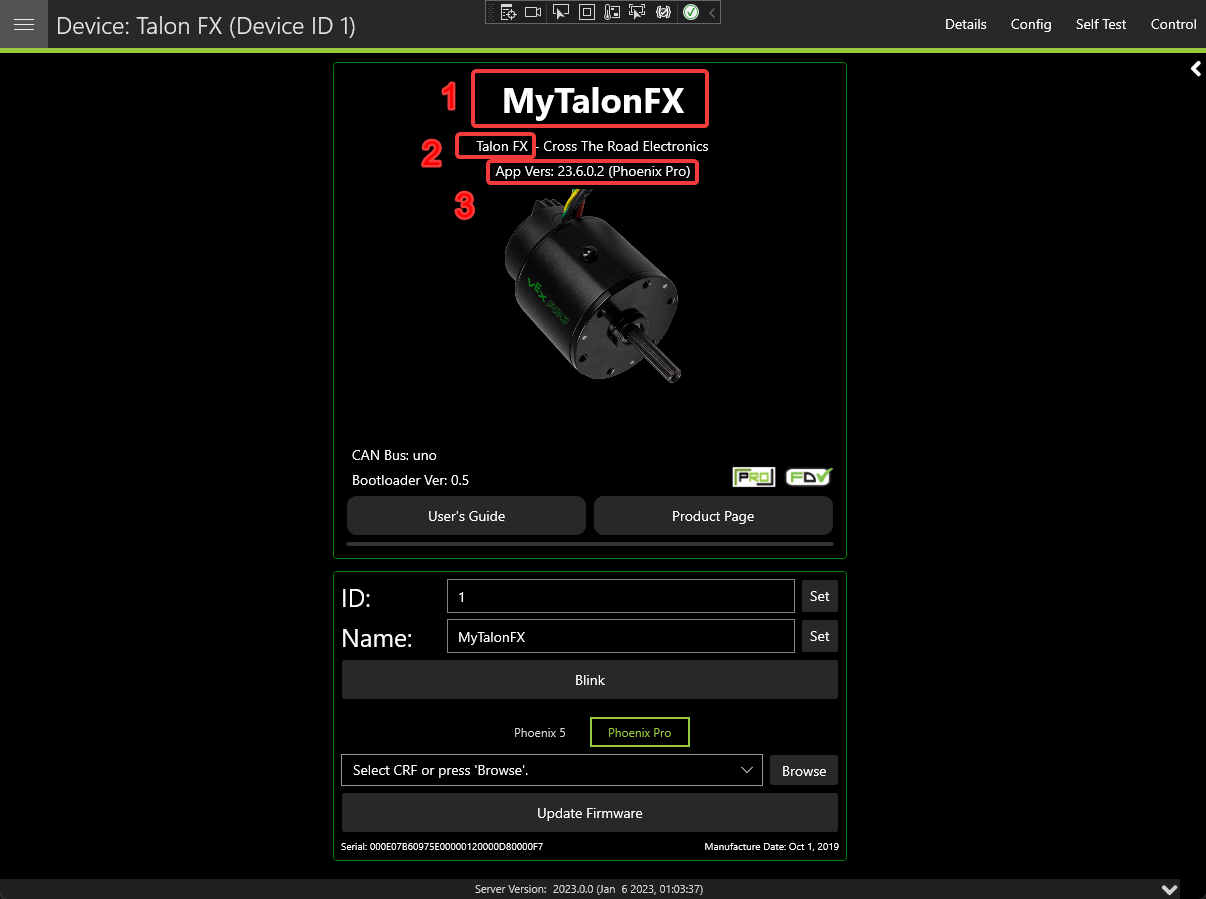 Device: Talon FX (Device ID 1)
Details Config Self Test Control
1 MyTalonFX
2 Talon FX - Cross The Road Electronics
App Vers: 23.6.0.2 (Phoenix Pro)
3
VEX PRO
CAN Bus: uno
Bootloader Ver: 0.5
PRO FDV
User's Guide Product Page
ID: 1 Set
Name: MyTalonFX Set
Blink
Phoenix 5 Phoenix Pro
Select CRF or press 'Browse'. Browse
Update Firmware
Serial: 000E07B60975E00000120000D80000F7 Manufacture Date: Oct 1, 2019
Server Version: 2023.0.0 (Jan 6 2023, 01:03:37)